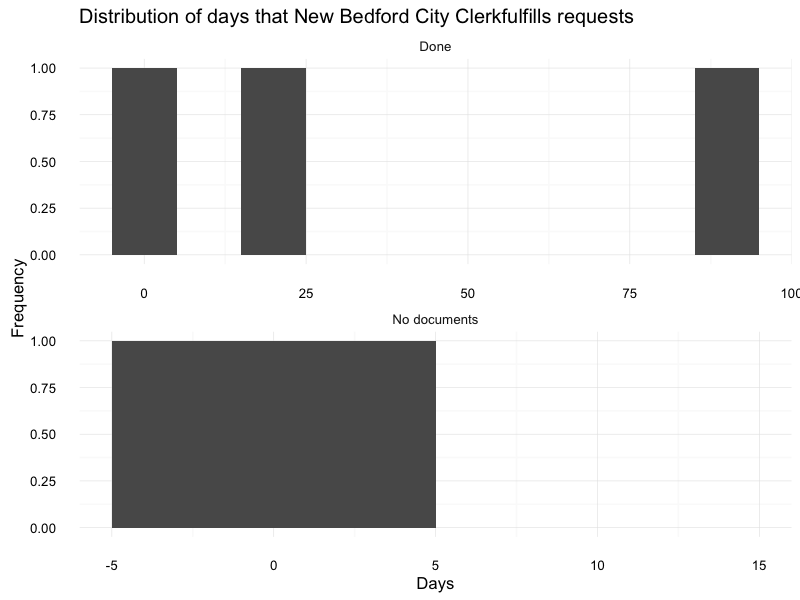 Distribution of days that New Bedford City Clerkfulfills requests
Done
1.00
0.75
0.50
0.25
0.00
0 25 50 75 100
Frequency
No documents
1.00
0.75
0.50
0.25
0.00
-5 0 5 10 15
Days